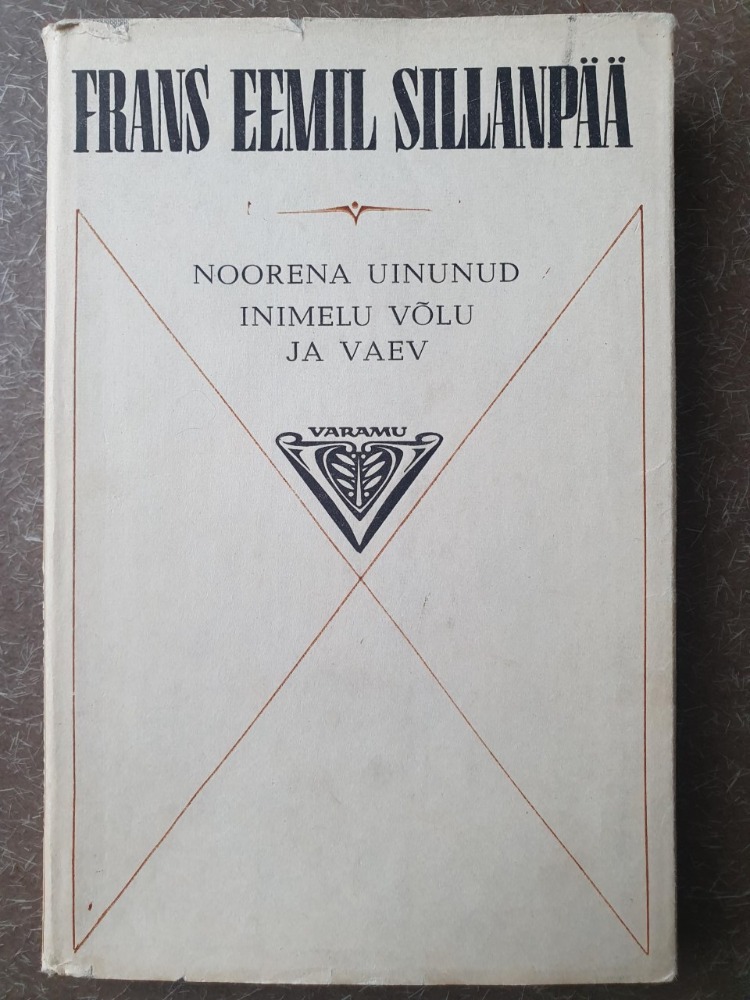 FRANS EEMIL SILLANPÄÄ
NOORENA UINUNUD
INIMELU VÕLU
JA VAEV
VARAMU